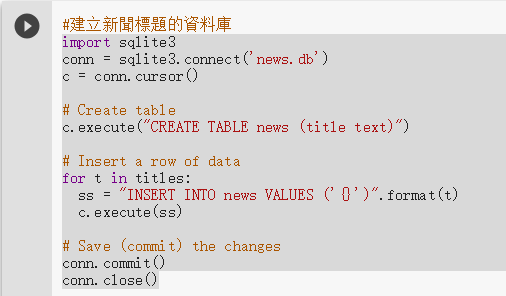 #建立新聞標題的資料庫
import sqlite3
conn = sqlite3.connect('news.db')
c = conn.cursor()
# Create table
c.execute("CREATE TABLE news (title text)")
# Insert a row of data
for t in titles:
  ss = "INSERT INTO news VALUES ('{}')".format(t)
  c.execute(ss)
# Save (commit) the changes
conn.commit()
conn.close()